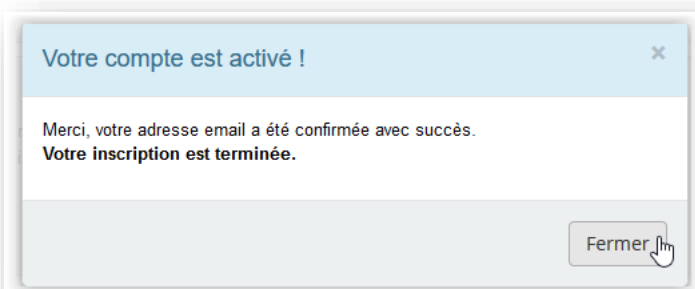 Votre compte est activé !
×
Merci, votre adresse email a été confirmée avec succès.
Votre inscription est terminée.
Fermer